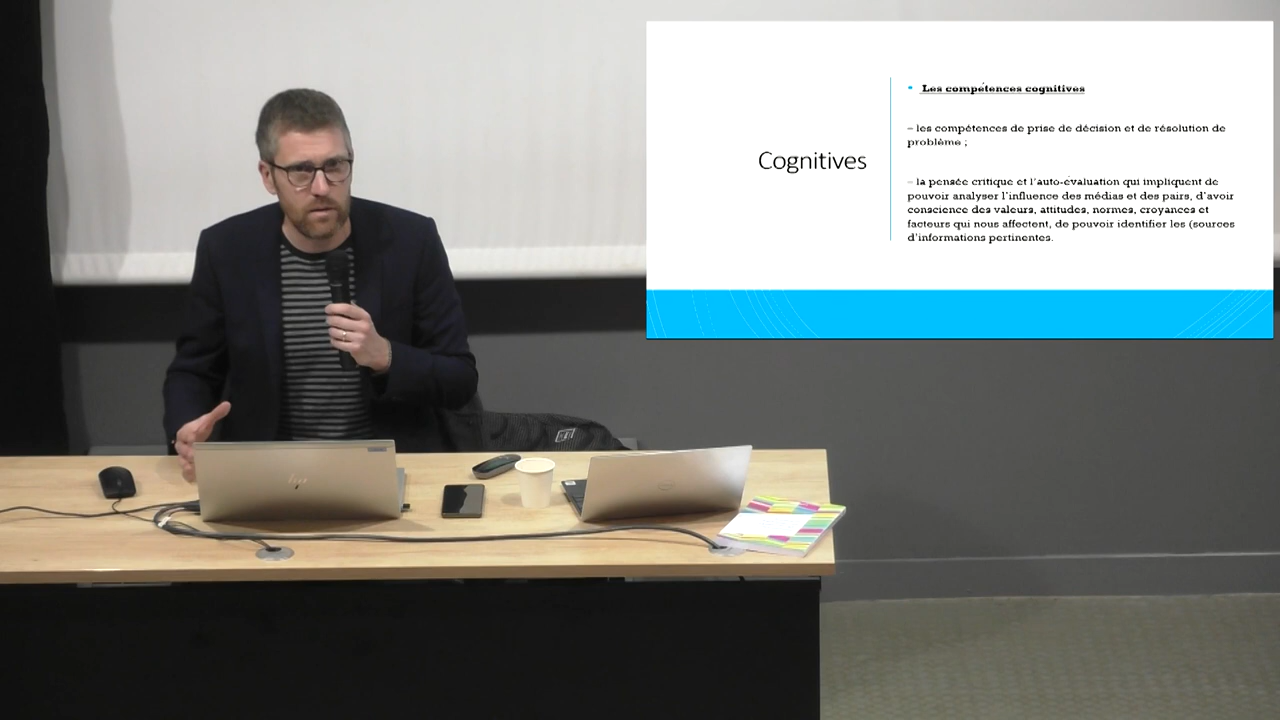 Cognitives
• Les compétences cognitives
– les compétences de prise de décision et de résolution de
problème ;
– la pensée critique et l'auto-évaluation qui impliquent de
pouvoir analyser l'influence des médias et des pairs, d'avoir
conscience des valeurs, attitudes, normes, croyances et
facteurs qui nous affectent, de pouvoir identifier les (sources
d'informations pertinentes.
hp